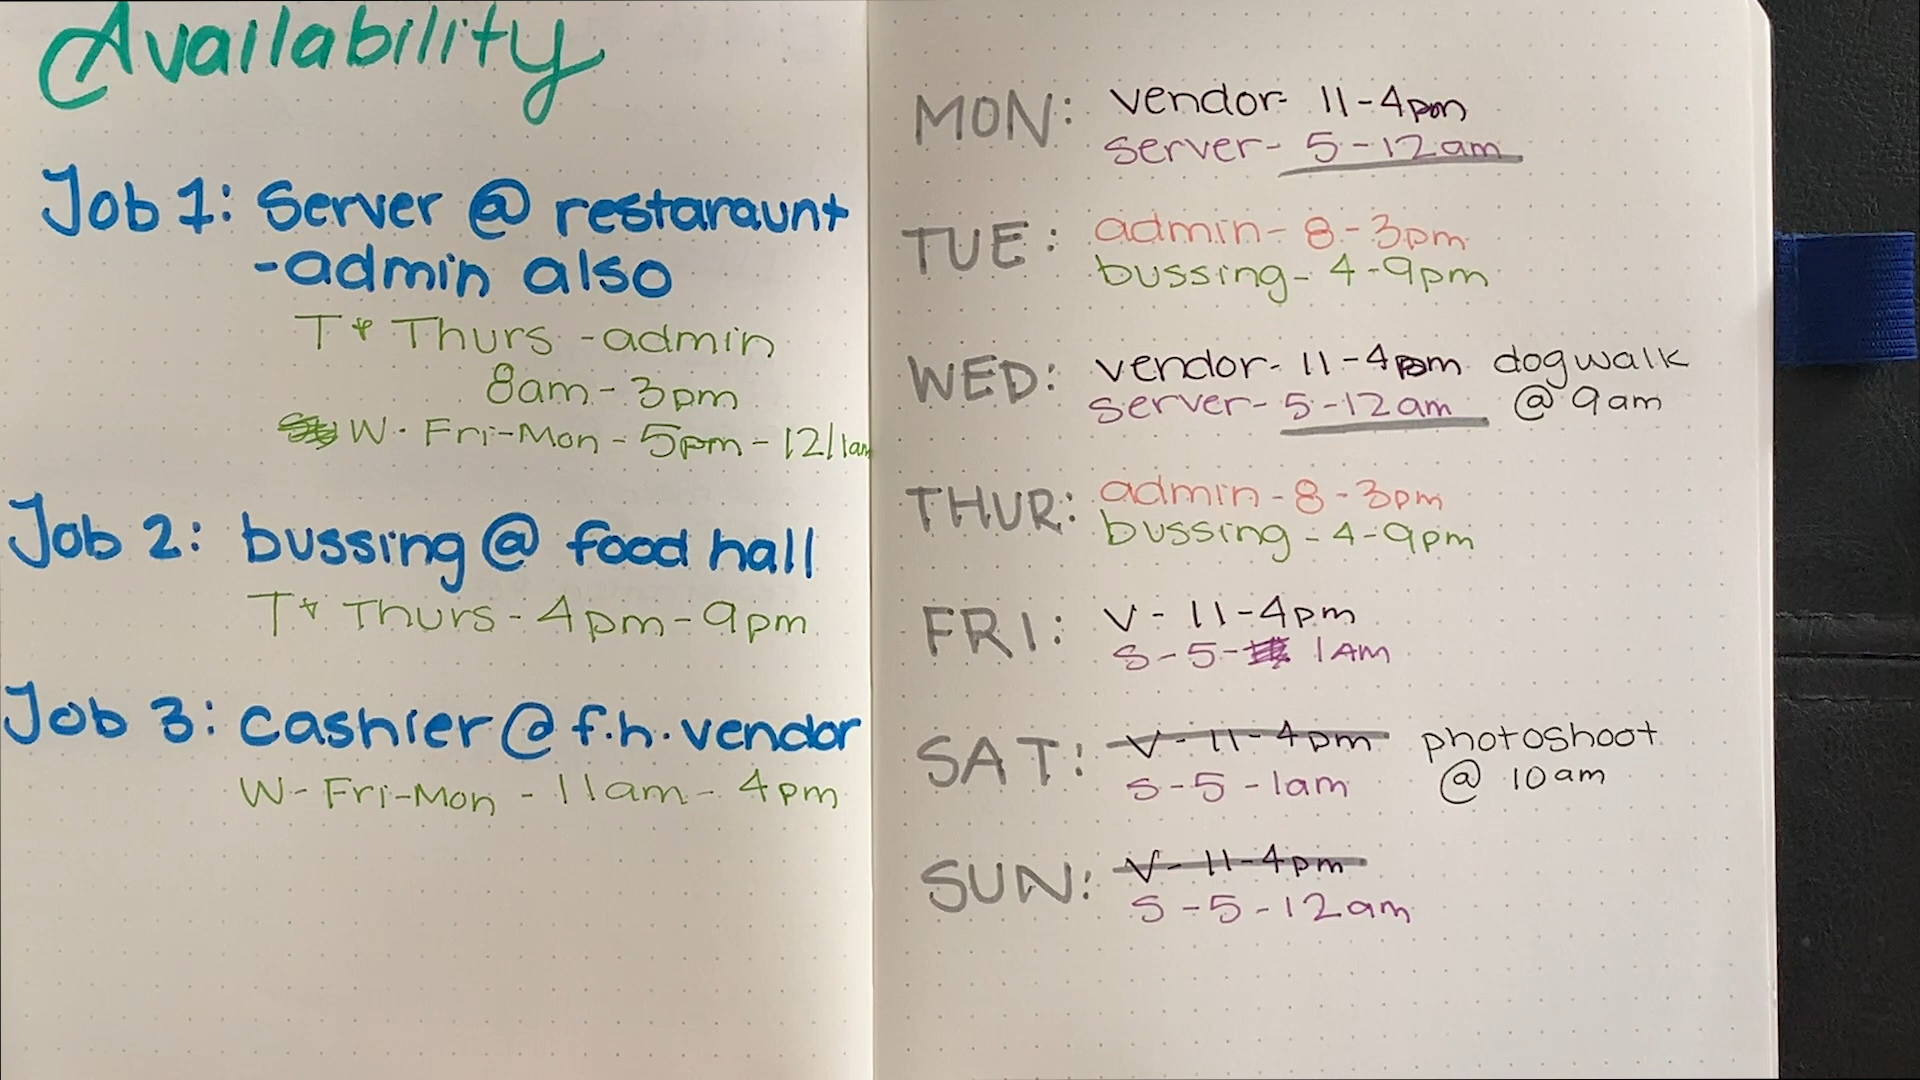 Availability
Job 1: Server @ restaraunt
-admin also
T & Thurs - admin
8am - 3pm
W - Fri-Mon - 5pm - 12/1am
Job 2: bussing @ food hall
T & Thurs - 4pm - 9pm
Job 3: cashier @ f.h. vendor
W - Fri-Mon - 11am - 4pm
MON: vendor- 11-4pm
server- 5-12am
TUE: admin- 8-3pm
bussing- 4-9pm
WED: vendor- 11-4pm dogwalk
server- 5-12am @ 9am
THUR: admin-8-3pm
bussing-4-9pm
FRI: V- 11-4pm
S-5- 1AM
SAT: V- 11-4pm photoshoot
S-5-1am @ 10am
SUN: V- 11-4pm
S-5-12am